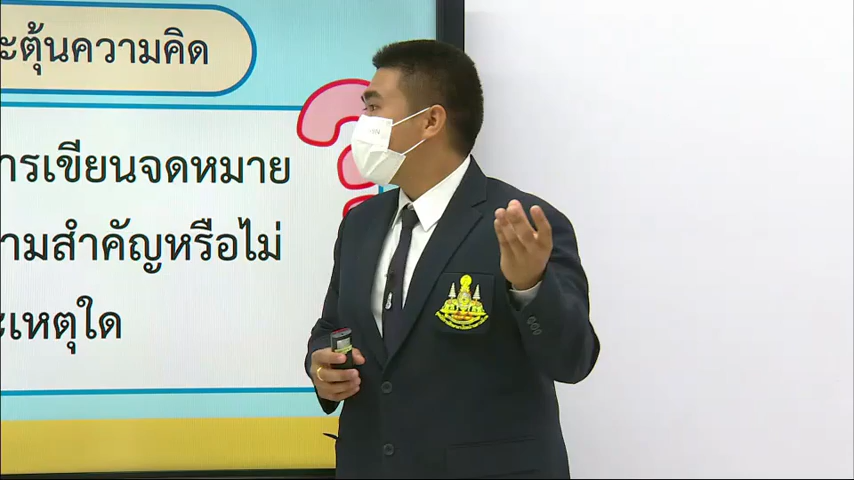 ะตุ้นความคิด
ารเขียนจดหมาย
ามสำคัญหรือไม่
ะเหตุใด